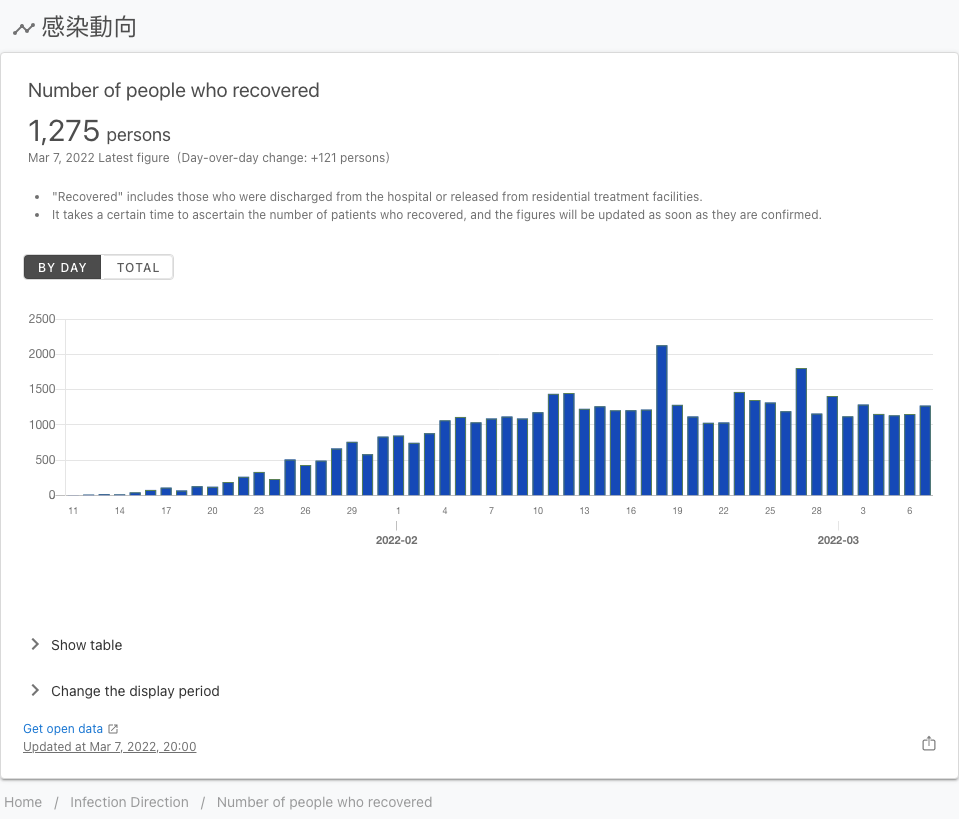 感染動向
Number of people who recovered
1,275 persons
Mar 7, 2022 Latest figure (Day-over-day change: +121 persons)
• "Recovered" includes those who were discharged from the hospital or released from residential treatment facilities.
• It takes a certain time to ascertain the number of patients who recovered, and the figures will be updated as soon as they are confirmed.
BY DAY TOTAL
2500
2000
1500
1000
500
0
11 14 17 20 23 26 29 1 4 7 10 13 16 19 22 25 28 3 6
2022-02 2022-03
Show table
Change the display period
Get open data
Updated at Mar 7, 2022, 20:00
Home / Infection Direction / Number of people who recovered